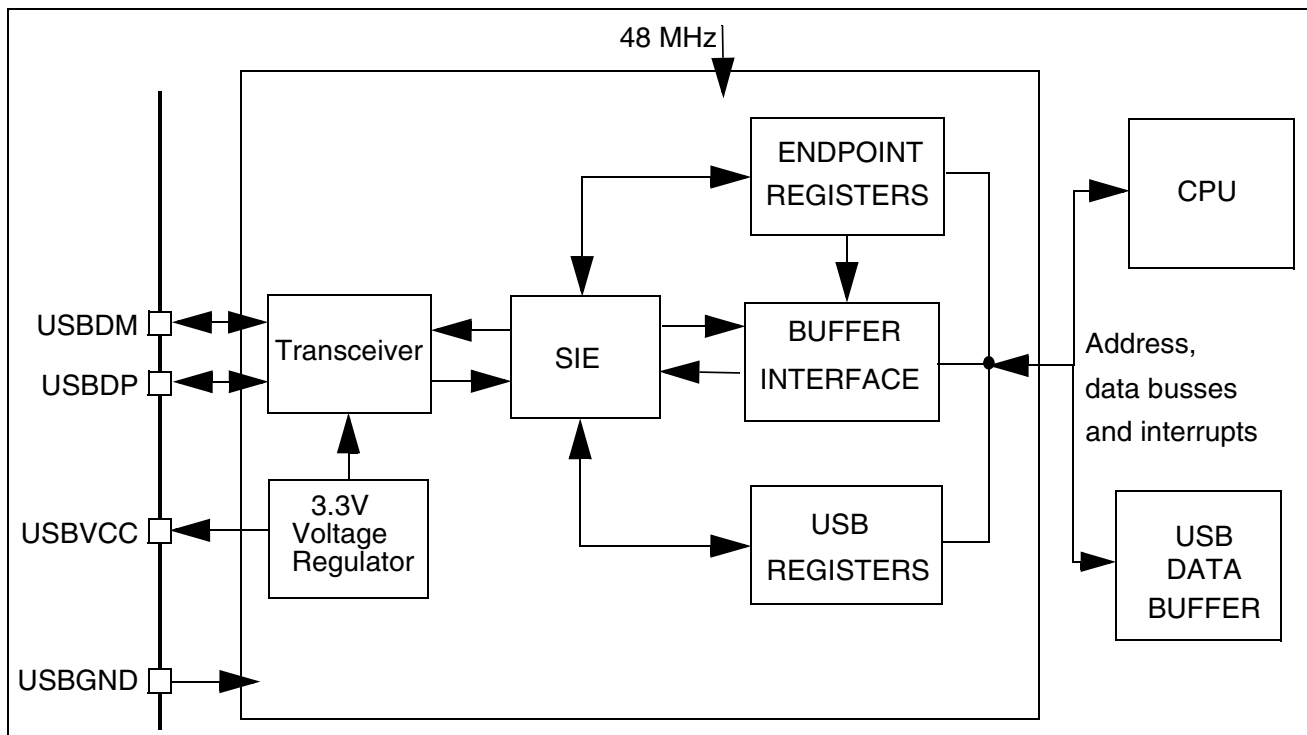 48 MHz
ENDPOINT
REGISTERS
CPU
USBDM
Transceiver
SIE
BUFFER
INTERFACE
Address,
data busses
and interrupts
USBDP
3.3V
Voltage
Regulator
USBVCC
USB
REGISTERS
USB
DATA
BUFFER
USBGND